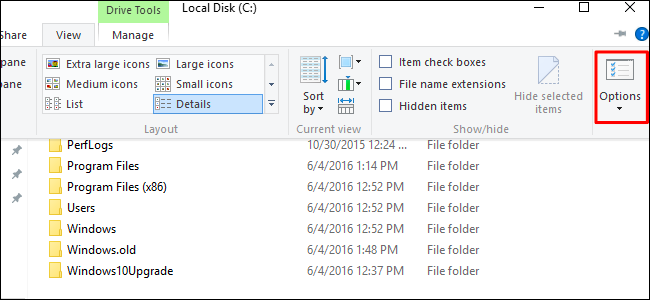 Drive Tools Local Disk (C:)
Share View Manage
pane Extra large icons Large icons Item check boxes
ane Medium icons Small icons File name extensions
List Details Hidden items
Sort by Hide selected items Options
Layout Current view Show/hide
PerfLogs 10/30/2015 12:24 ... File folder
Program Files 6/4/2016 1:14 PM File folder
Program Files (x86) 6/4/2016 12:52 PM File folder
Users 6/4/2016 12:52 PM File folder
Windows 6/4/2016 12:52 PM File folder
Windows.old 6/4/2016 1:48 PM File folder
Windows10Upgrade 6/4/2016 12:37 PM File folder